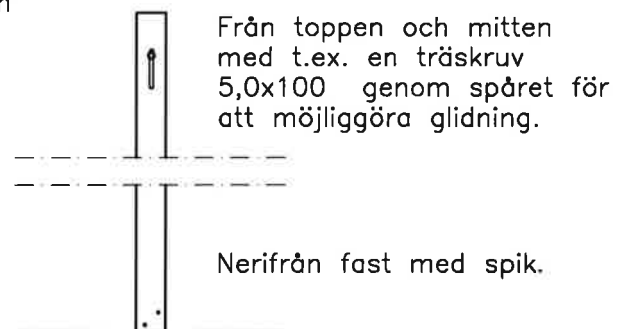 Från toppen och mitten
med t.ex. en träskruv
5,0x100 genom spåret för
att möjliggöra glidning.
Nerifrån fast med spik.